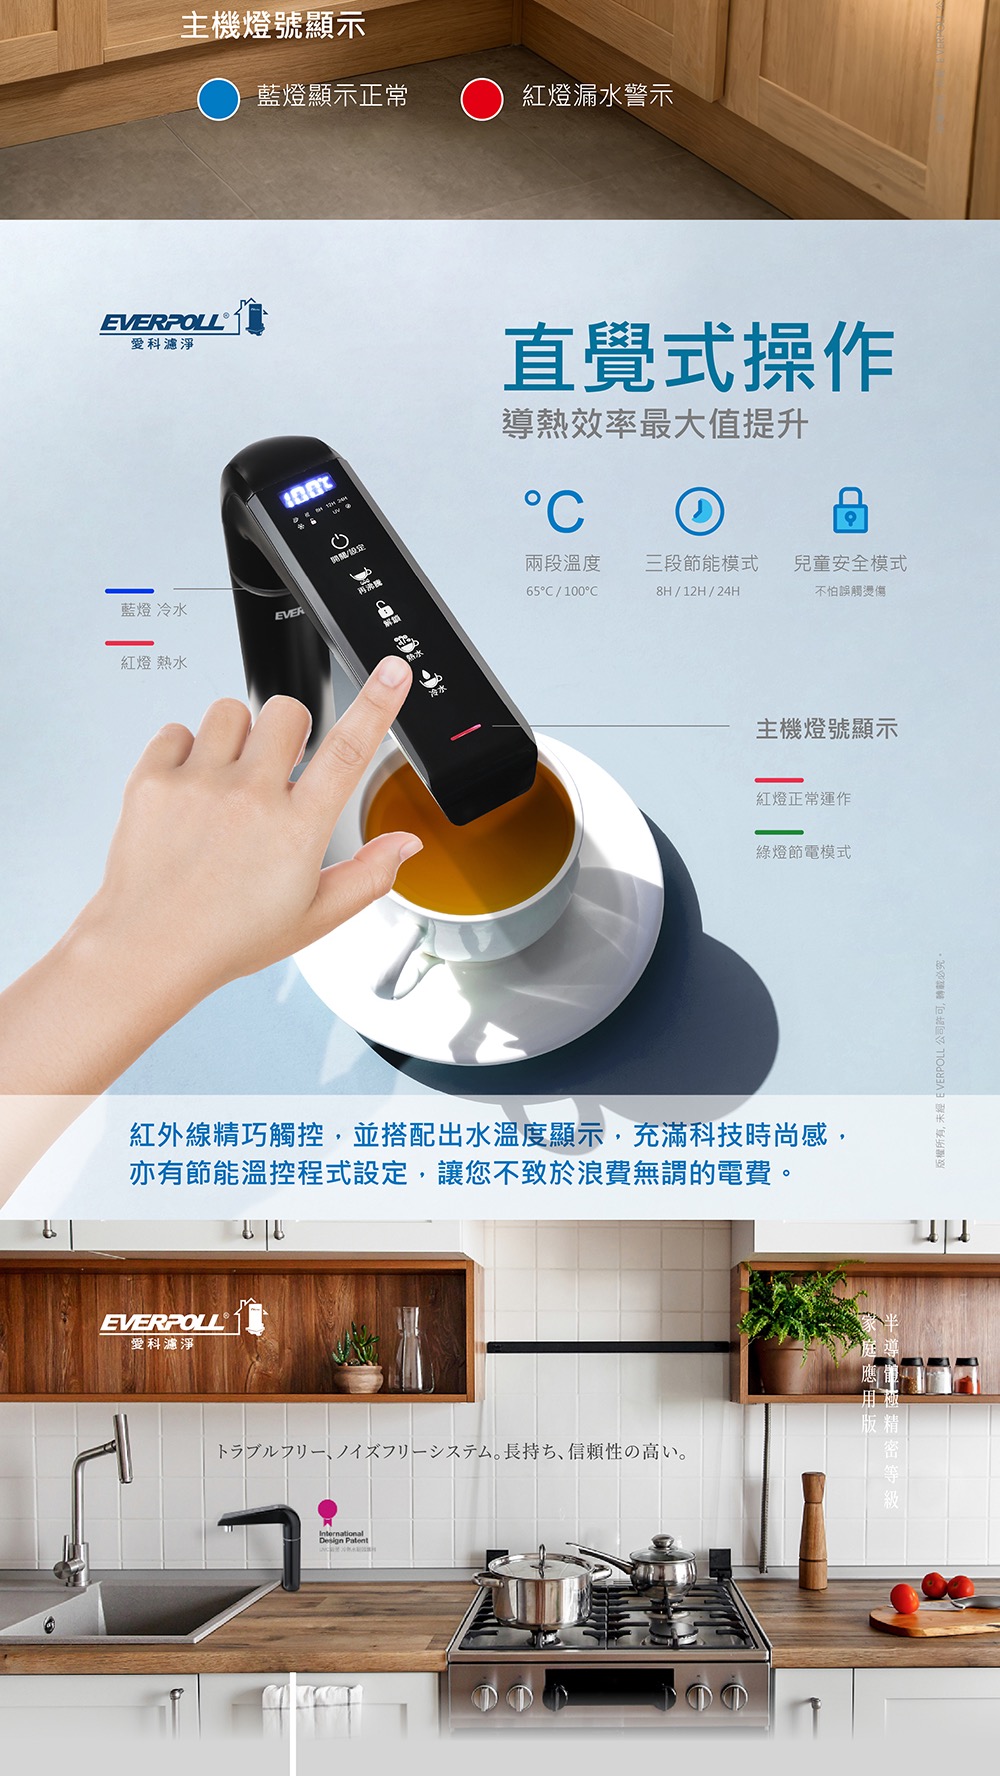 主機燈號顯示
藍燈顯示正常
紅燈漏水警示
EVERPOLL®
愛科濾淨
直覺式操作
導熱效率最大值提升
°C
兩段溫度
65°C / 100°C
三段節能模式
8H / 12H / 24H
兒童安全模式
不怕誤觸燙傷
100℃
8H 12H 24H
UV
開關/設定
再沸騰
解鎖
熱水
冷水
EVER
藍燈 冷水
紅燈 熱水
主機燈號顯示
紅燈正常運作
綠燈節電模式
版權所有, 未經 EVERPOLL 公司許可, 轉載必究。
紅外線精巧觸控，並搭配出水溫度顯示，充滿科技時尚感，
亦有節能溫控程式設定，讓您不致於浪費無謂的電費。
EVERPOLL®
愛科濾淨
半導體極精密等級
家庭應用版
トラブルフリー、ノイズフリーシステム。長持ち、信頼性の高い。
International
Design Patent